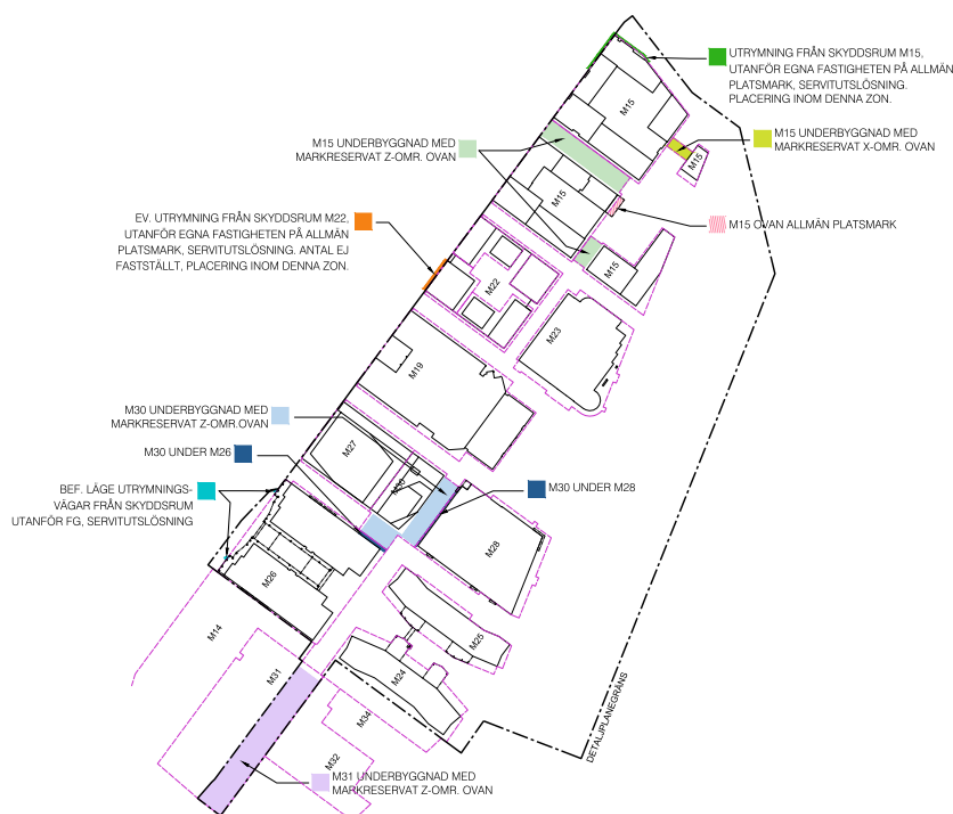 UTRYMNING FRÅN SKYDDSRUM M15,
UTANFÖR EGNA FASTIGHETEN PÅ ALLMÄN
PLATSMARK, SERVITUTSLÖSNING.
PLACERING INOM DENNA ZON.
M15
M15 UNDERBYGGNAD MED
MARKRESERVAT X-OMR. OVAN
M15 UNDERBYGGNAD MED
MARKRESERVAT Z-OMR. OVAN
M15
M15
M15 OVAN ALLMÄN PLATSMARK
EV. UTRYMNING FRÅN SKYDDSRUM M22,
UTANFÖR EGNA FASTIGHETEN PÅ ALLMÄN
PLATSMARK, SERVITUTSLÖSNING. ANTAL EJ
FASTSTÄLLT, PLACERING INOM DENNA ZON.
M15
M22
M23
M19
M30 UNDERBYGGNAD MED
MARKRESERVAT Z-OMR.OVAN
M27
M30 UNDER M26
M30
M30 UNDER M28
BEF. LÄGE UTRYMNINGS-
VÄGAR FRÅN SKYDDSRUM
UTANFÖR FG, SERVITUTSLÖSNING
M28
M26
M14
M25
M31
M24
M34
M32
DETALJPLANEGRÄNS
M31 UNDERBYGGNAD MED
MARKRESERVAT Z-OMR. OVAN